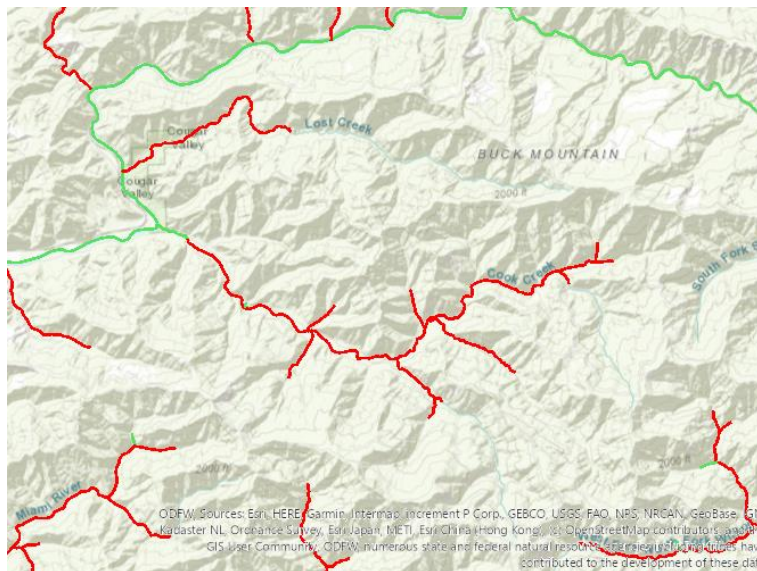 Lost Creek
Cougar
Valley
BUCK MOUNTAIN
Cougar
Valley
2000 ft
South Fork
Cook Creek
2000 ft
2000 ft
Miami River
ODFW, Sources: Esri, HERE, Garmin, Intermap, increment P Corp., GEBCO, USGS, FAO, NPS, NRCAN, GeoBase,
Kadaster NL, Ordnance Survey, Esri Japan, METI, Esri China (Hong Kong), (c) OpenStreetMap contributors, and
GIS User Community, ODFW, numerous state and federal natural resource
contributed to the development of these dat